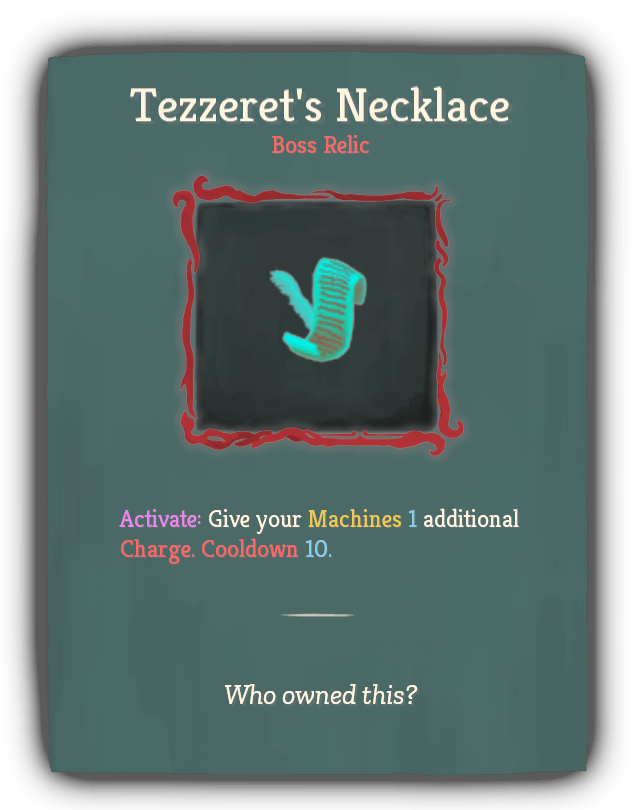 Tezzeret's Necklace
Boss Relic
Activate: Give your Machines 1 additional
Charge. Cooldown 10.
Who owned this?